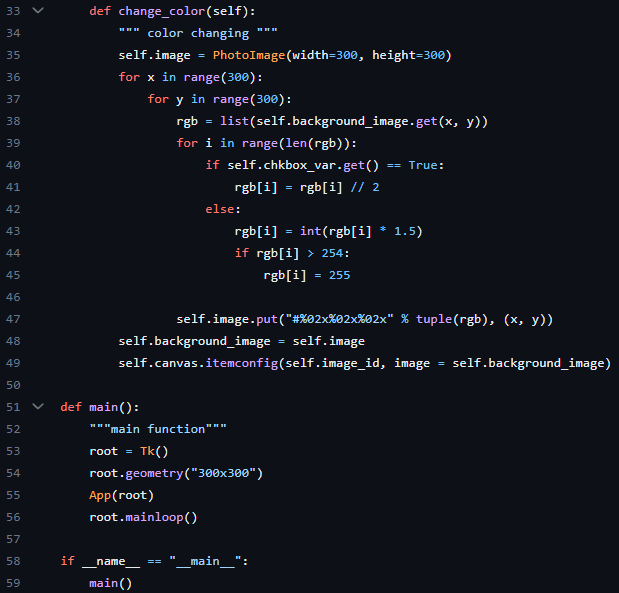 33 def change_color(self):
34 """ color changing """
35 self.image = PhotoImage(width=300, height=300)
36 for x in range(300):
37 for y in range(300):
38 rgb = list(self.background_image.get(x, y))
39 for i in range(len(rgb)):
40 if self.chkbox_var.get() == True:
41 rgb[i] = rgb[i] // 2
42 else:
43 rgb[i] = int(rgb[i] * 1.5)
44 if rgb[i] > 254:
45 rgb[i] = 255
46
47 self.image.put("#%02x%02x%02x" % tuple(rgb), (x, y))
48 self.background_image = self.image
49 self.canvas.itemconfig(self.image_id, image = self.background_image)
50
51 def main():
52 """main function"""
53 root = Tk()
54 root.geometry("300x300")
55 App(root)
56 root.mainloop()
57
58 if __name__ == "__main__":
59 main()